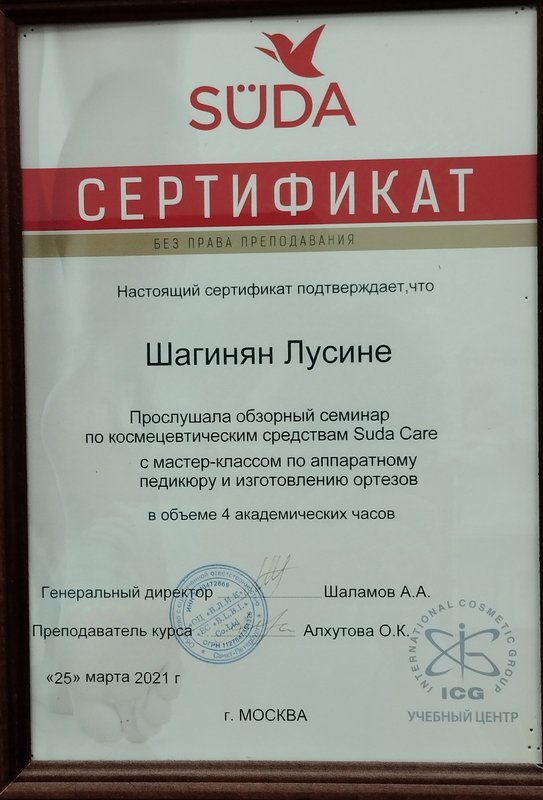 SÜDA
СЕРТИФИКАТ
БЕЗ ПРАВА ПРЕПОДАВАНИЯ
Настоящий сертификат подтверждает,что
Шагинян Лусине
Прослушала обзорный семинар
по космецевтическим средствам Suda Care
с мастер-классом по аппаратному
педикюру и изготовлению ортезов
в объеме 4 академических часов
Генеральный директор Шаламов А.А.
Преподаватель курса Алхутова О.К.
«25» марта 2021 г
г. МОСКВА
INTERNATIONAL COSMETIC GROUP
ICG
УЧЕБНЫЙ ЦЕНТР